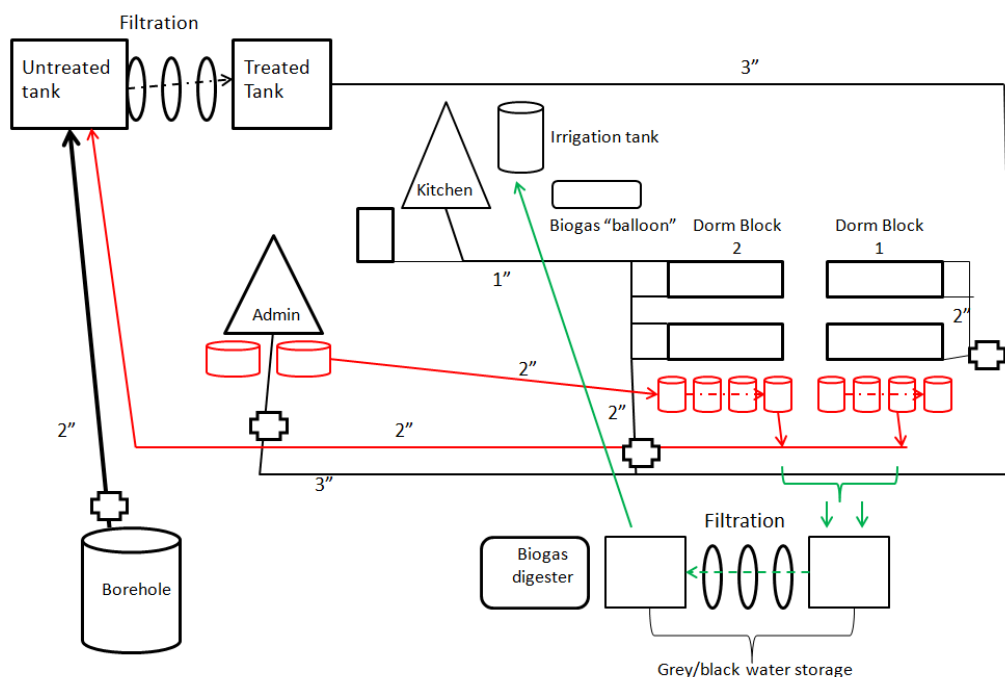 Filtration
Untreated
tank
Treated
Tank
3”
Irrigation tank
Kitchen
Biogas “balloon”
Dorm Block
2
Dorm Block
1
1”
2”
Admin
2”
2”
2”
2”
3”
Filtration
Biogas
digester
Borehole
Grey/black water storage